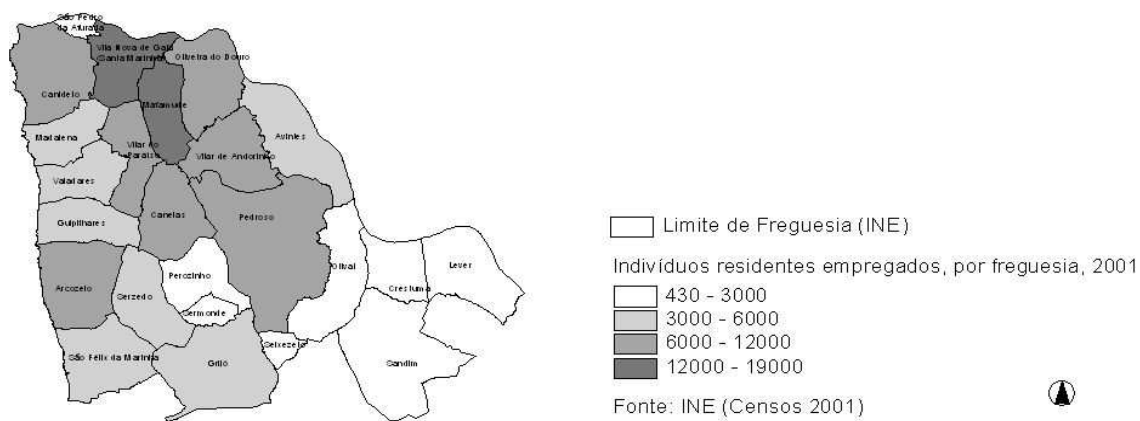 São Pedro
da Afurada
Vila Nova de Gaia
(Santa Marinha)
Oliveira do Douro
Canidelo
Mafamude
Madalena
Avintes
Vilar do
Paraíso
Vilar de Andorinho
Valadares
Canelas
Pedroso
Gulpilhares
Olival
Lever
Perozinho
Crestuma
Arcozelo
Serzedo
Sermonde
Seixezelo
São Félix da Marinha
Grijó
Sandim
Limite de Freguesia (INE)
Indivíduos residentes empregados, por freguesia, 2001
430 - 3000
3000 - 6000
6000 - 12000
12000 - 19000
Fonte: INE (Censos 2001)